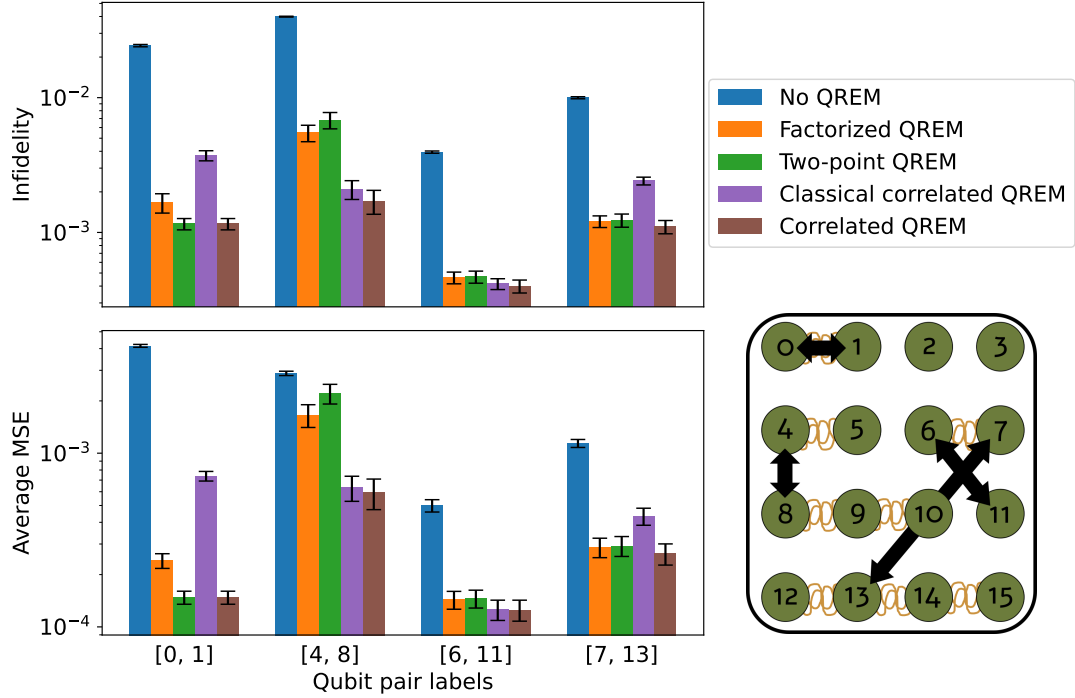 Infidelity
10⁻²
10⁻³
No QREM
Factorized QREM
Two-point QREM
Classical correlated QREM
Correlated QREM
Average MSE
10⁻³
10⁻⁴
[0, 1]
[4, 8]
[6, 11]
[7, 13]
Qubit pair labels
0 1 2 3
4 5 6 7
8 9 10 11
12 13 14 15